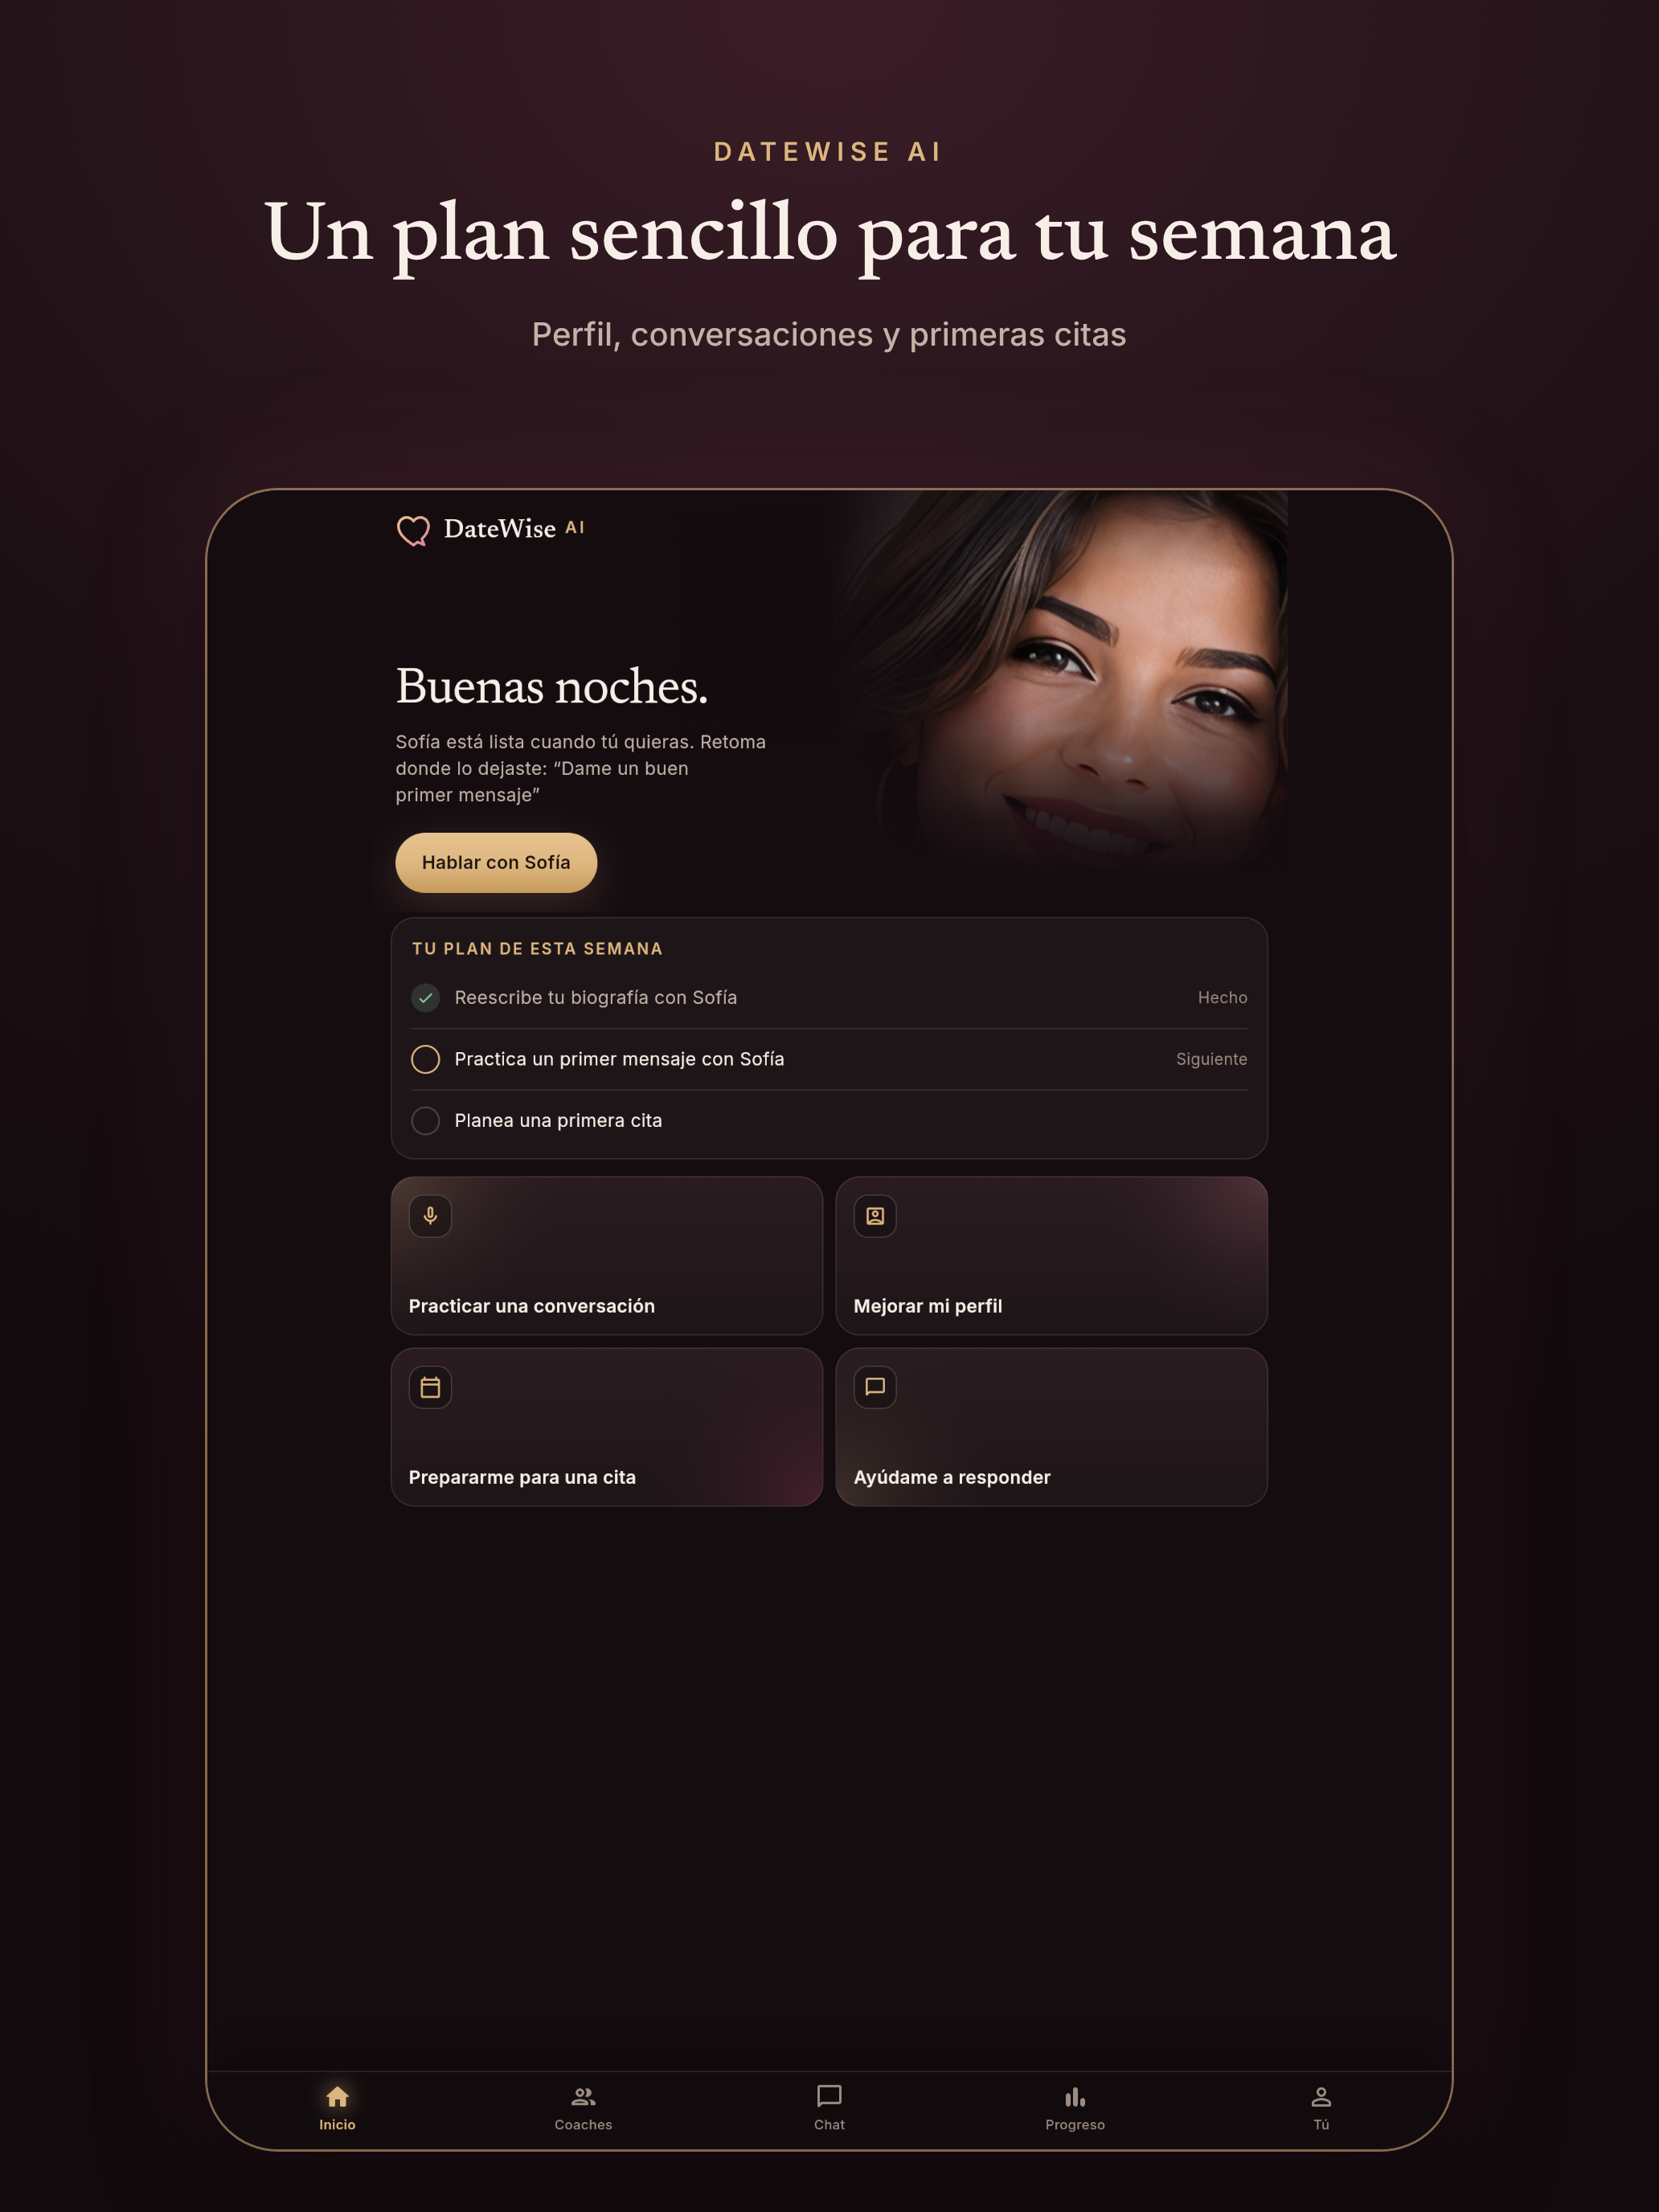 DATEWISE AI
Un plan sencillo para tu semana
Perfil, conversaciones y primeras citas
DateWise AI
Buenas noches.
Sofía está lista cuando tú quieras. Retoma
donde lo dejaste: “Dame un buen
primer mensaje”
Hablar con Sofía
TU PLAN DE ESTA SEMANA
Reescribe tu biografía con Sofía Hecho
Practica un primer mensaje con Sofía Siguiente
Planea una primera cita
Practicar una conversación
Mejorar mi perfil
Prepararme para una cita
Ayúdame a responder
Inicio Coaches Chat Progreso Tú